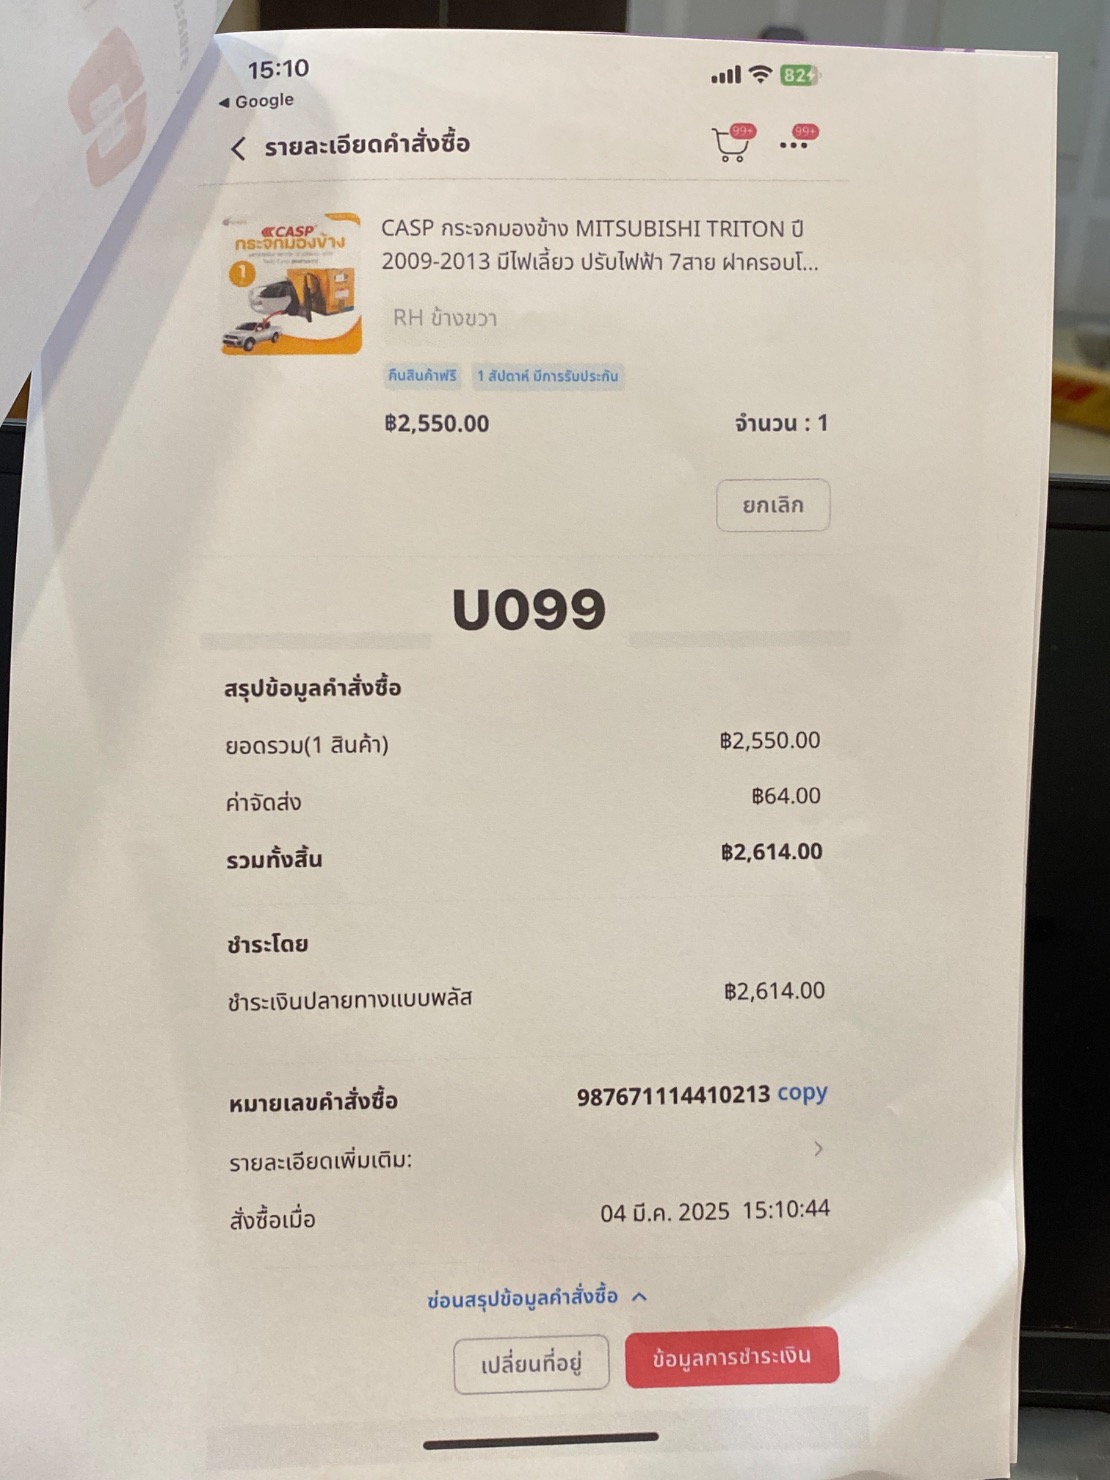 15:10
82
◀ Google
รายละเอียดคำสั่งซื้อ
99+
99+
CASP
กระจกมองข้าง
1
CASP กระจกมองข้าง MITSUBISHI TRITON ปี
2009-2013 มีไฟเลี้ยว ปรับไฟฟ้า 7สาย ฝาครอบโ...
RH ข้างขวา
คืนสินค้าฟรี 1 สัปดาห์ มีการรับประกัน
฿2,550.00 จำนวน : 1
ยกเลิก
U099
สรุปข้อมูลคำสั่งซื้อ
ยอดรวม(1 สินค้า) ฿2,550.00
ค่าจัดส่ง ฿64.00
รวมทั้งสิ้น ฿2,614.00
ชำระโดย
ชำระเงินปลายทางแบบพลัส ฿2,614.00
หมายเลขคำสั่งซื้อ 987671114410213 copy
รายละเอียดเพิ่มเติม:
สั่งซื้อเมื่อ 04 มี.ค. 2025 15:10:44
ซ่อนสรุปข้อมูลคำสั่งซื้อ
เปลี่ยนที่อยู่ ข้อมูลการชำระเงิน